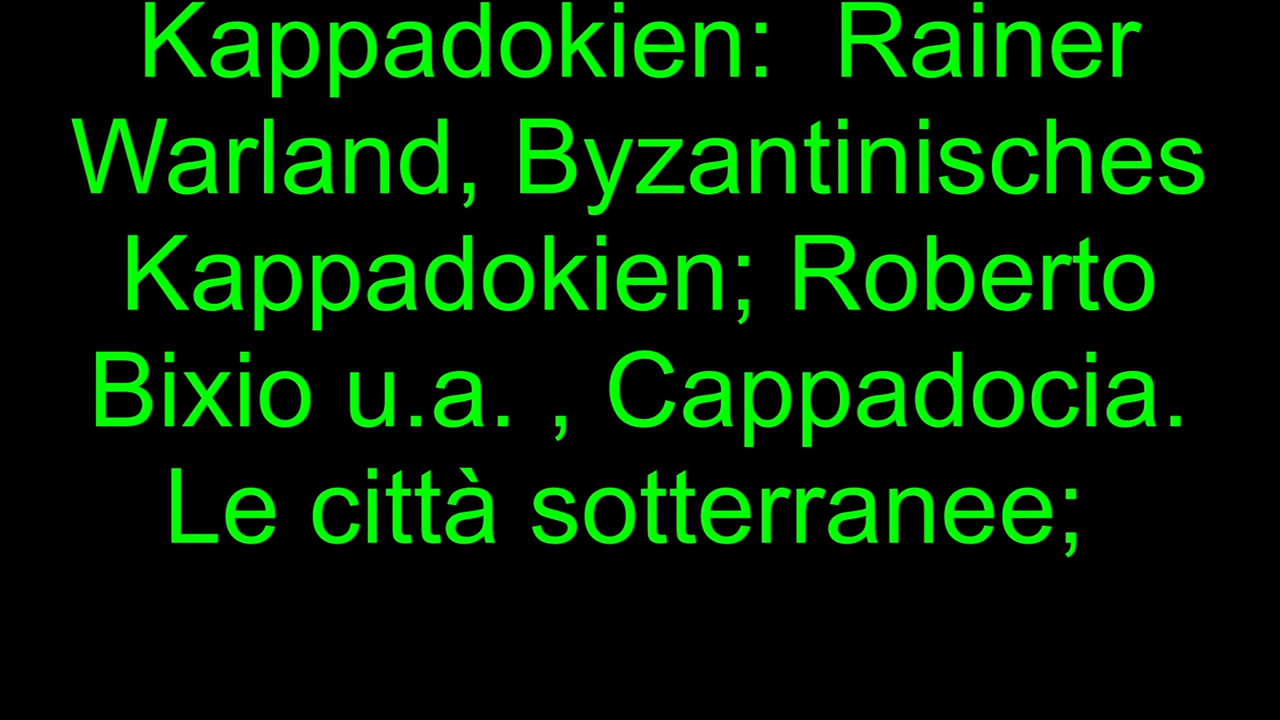 Kappadokien:  Rainer
Warland, Byzantinisches
Kappadokien; Roberto
Bixio u.a. , Cappadocia.
Le città sotterranee;